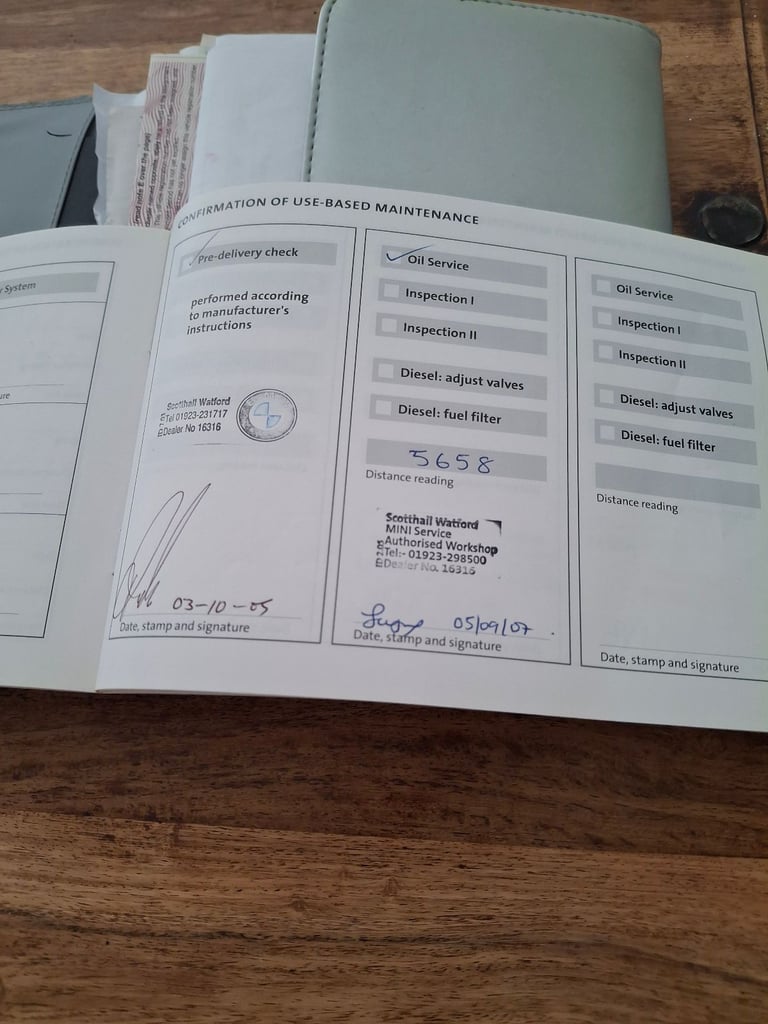 CONFIRMATION OF USE-BASED MAINTENANCE
System
Pre-delivery check
performed according
to manufacturer's
instructions
Scotthall Watford
Tel 01923-231717
Dealer No 16316
03-10-05
Date, stamp and signature
Oil Service
Inspection I
Inspection II
Diesel: adjust valves
Diesel: fuel filter
5658
Distance reading
Scotthall Watford
MINI Service
Authorised Workshop
Tel:- 01923-298500
Dealer No. 16316
05/09/07
Date, stamp and signature
Oil Service
Inspection I
Inspection II
Diesel: adjust valves
Diesel: fuel filter
Distance reading
Date, stamp and signature